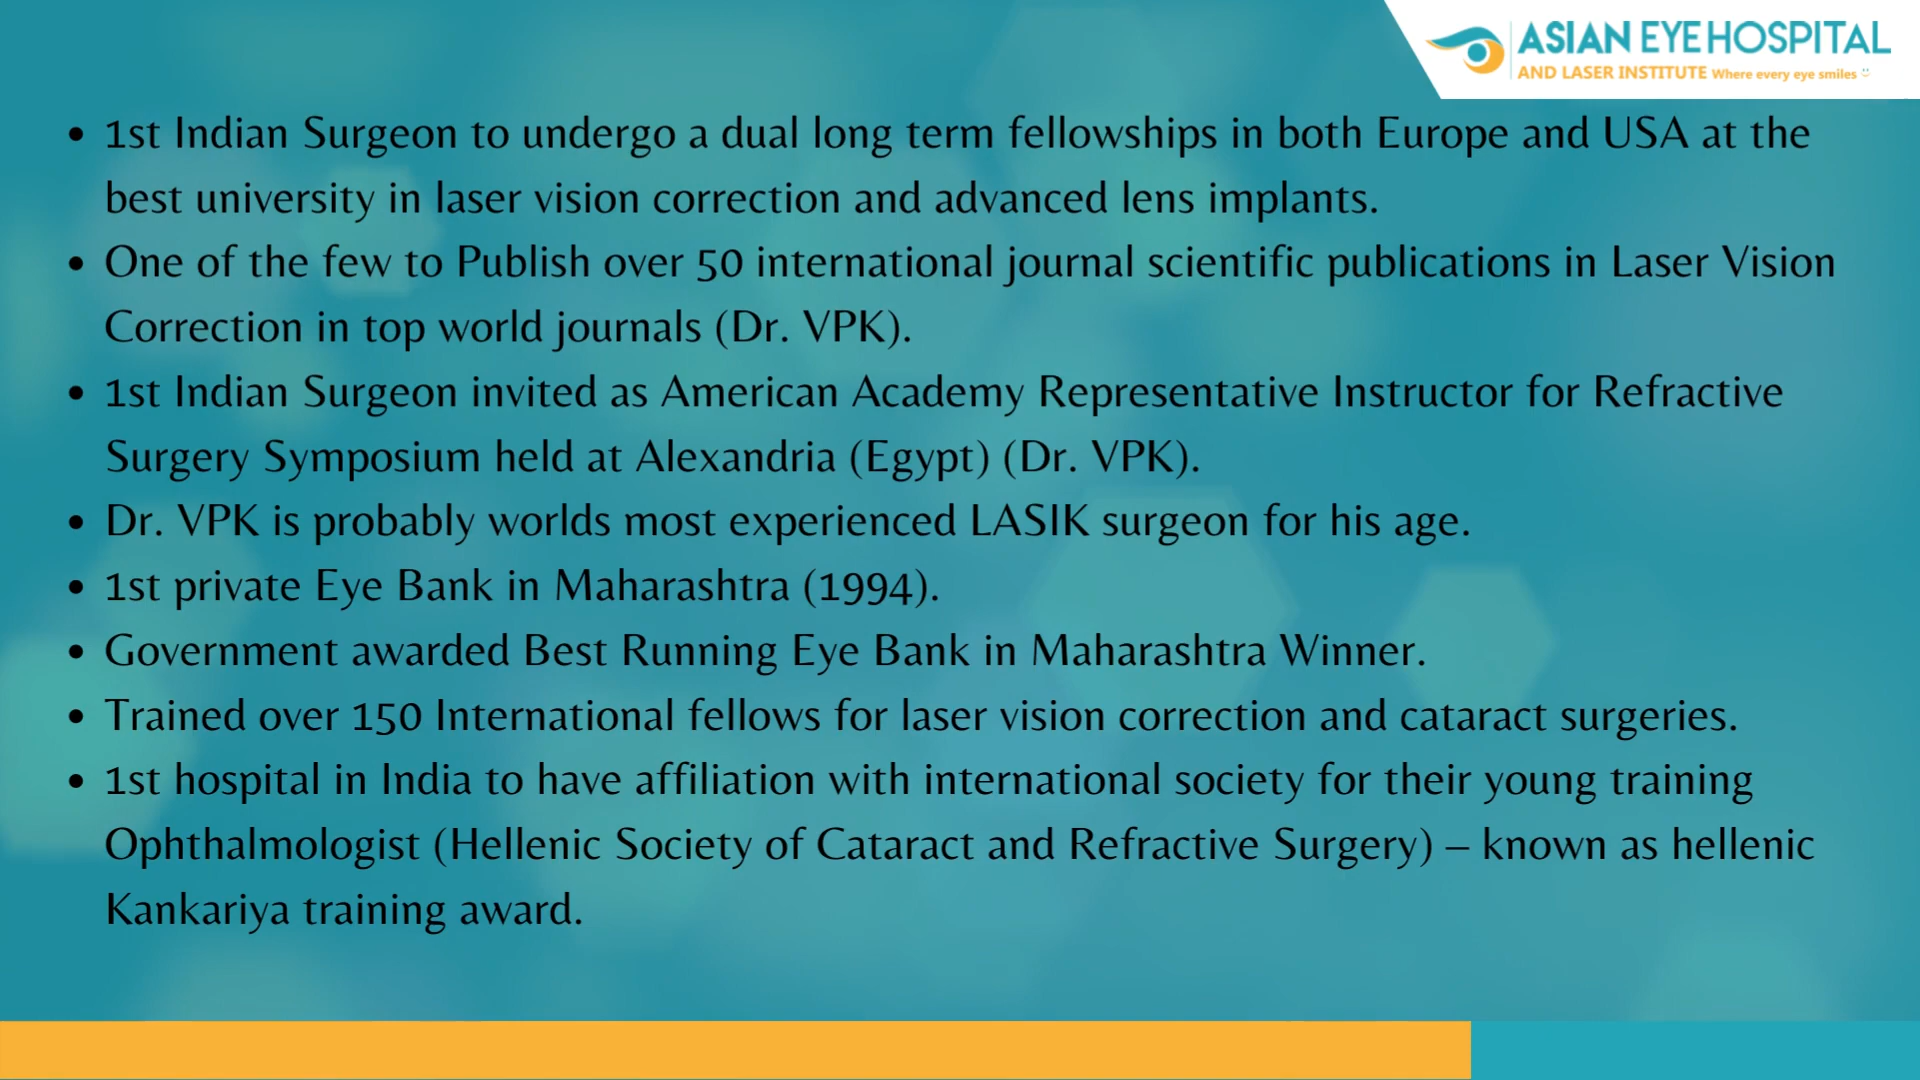 ASIAN EYE HOSPITAL
AND LASER INSTITUTE Where every eye smiles
• 1st Indian Surgeon to undergo a dual long term fellowships in both Europe and USA at the
best university in laser vision correction and advanced lens implants.
• One of the few to Publish over 50 international journal scientific publications in Laser Vision
Correction in top world journals (Dr. VPK).
• 1st Indian Surgeon invited as American Academy Representative Instructor for Refractive
Surgery Symposium held at Alexandria (Egypt) (Dr. VPK).
• Dr. VPK is probably worlds most experienced LASIK surgeon for his age.
• 1st private Eye Bank in Maharashtra (1994).
• Government awarded Best Running Eye Bank in Maharashtra Winner.
• Trained over 150 International fellows for laser vision correction and cataract surgeries.
• 1st hospital in India to have affiliation with international society for their young training
Ophthalmologist (Hellenic Society of Cataract and Refractive Surgery) – known as hellenic
Kankariya training award.